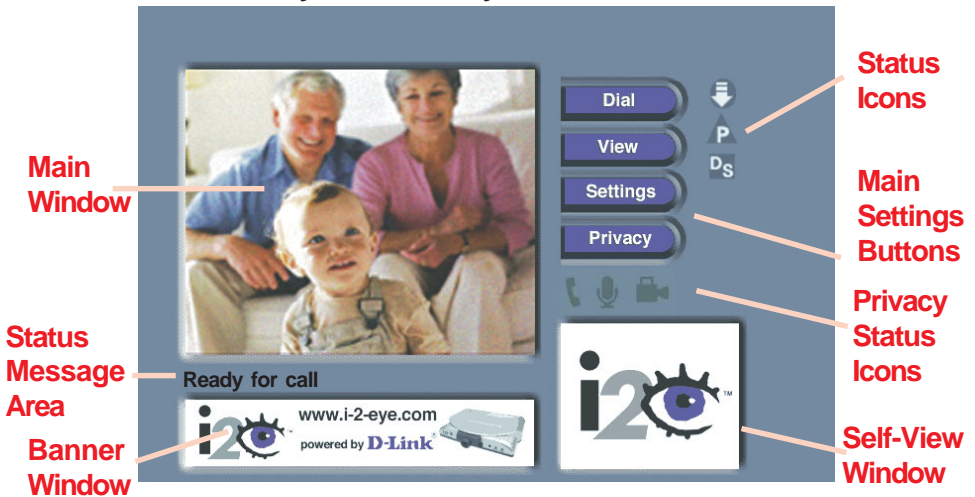 Status
Icons
Dial
P
View
DS
Main
Window
Settings
Main
Settings
Buttons
Privacy
Privacy
Status
Icons
Status
Message
Area
Ready for call
i2
TM
i2
www.i-2-eye.com
powered by D-Link
Banner
Window
Self-View
Window